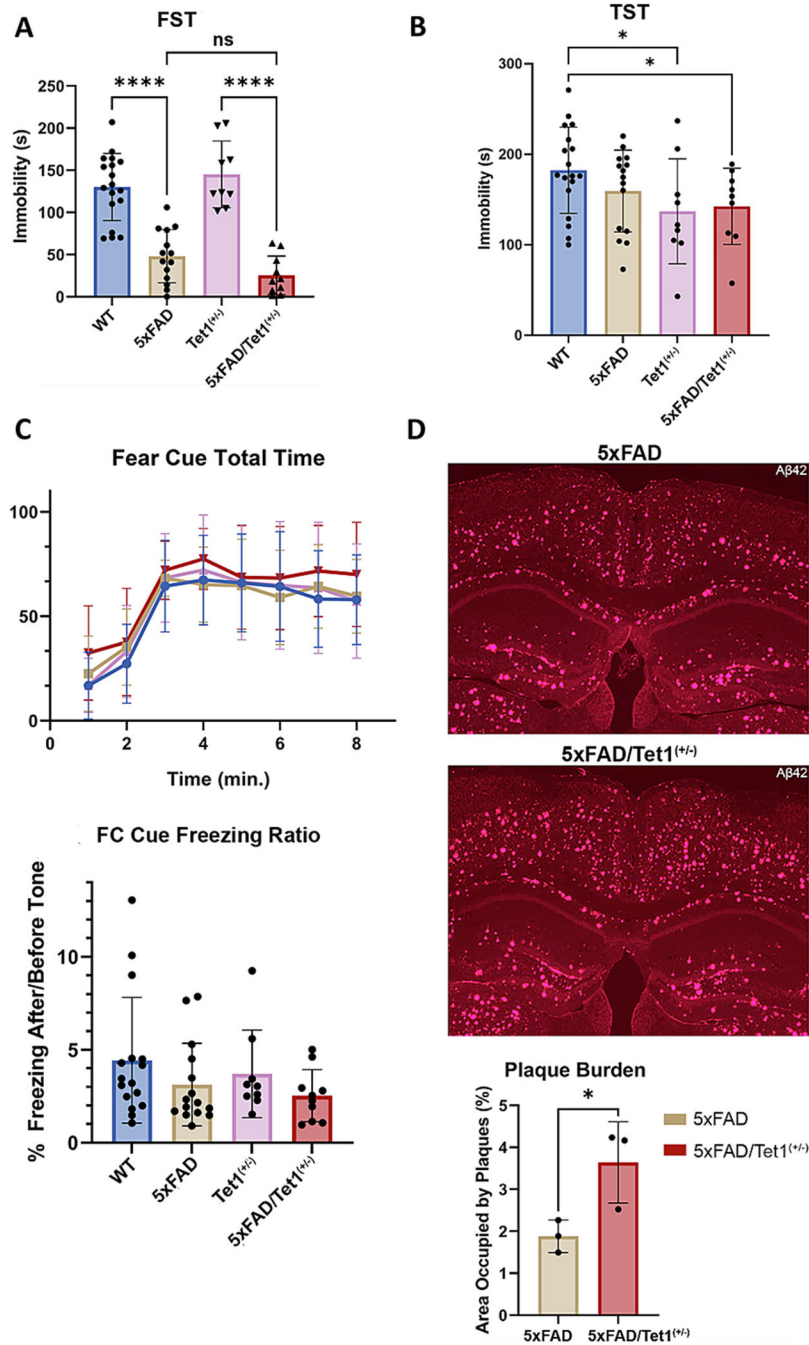 A
FST
ns
****
****
Immobility (s)
250
200
150
100
50
0
WT
5xFAD
Tet1(+/-)
5xFAD/Tet1(+/-)
B
TST
*
*
Immobility (s)
300
200
100
0
WT
5xFAD
Tet1(+/-)
5xFAD/Tet1(+/-)
C
Fear Cue Total Time
100
50
0
0
2
4
6
8
Time (min.)
FC Cue Freezing Ratio
% Freezing After/Before Tone
10
5
0
WT
5xFAD
Tet1(+/-)
5xFAD/Tet1(+/-)
D
5xFAD
Aβ42
5xFAD/Tet1(+/-)
Aβ42
Plaque Burden
*
Area Occupied by Plaques (%)
5
4
3
2
1
0
5xFAD
5xFAD/Tet1(+/-)
5xFAD
5xFAD/Tet1(+/-)